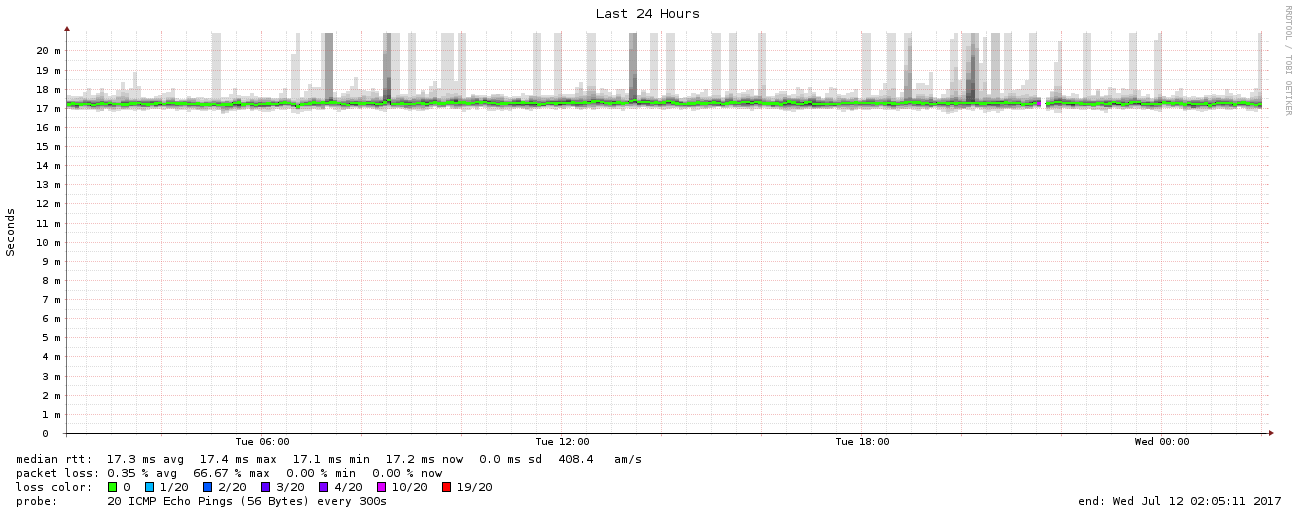 Last 24 Hours
RRDTOOL / TOBI OETIKER
Seconds
20 m
19 m
18 m
17 m
16 m
15 m
14 m
13 m
12 m
11 m
10 m
9 m
8 m
7 m
6 m
5 m
4 m
3 m
2 m
1 m
0
Tue 06:00 Tue 12:00 Tue 18:00 Wed 00:00
median rtt: 17.3 ms avg 17.4 ms max 17.1 ms min 17.2 ms now 0.0 ms sd 408.4 am/s
packet loss: 0.35 % avg 66.67 % max 0.00 % min 0.00 % now
loss color: 0 1/20 2/20 3/20 4/20 10/20 19/20
probe: 20 ICMP Echo Pings (56 Bytes) every 300s end: Wed Jul 12 02:05:11 2017